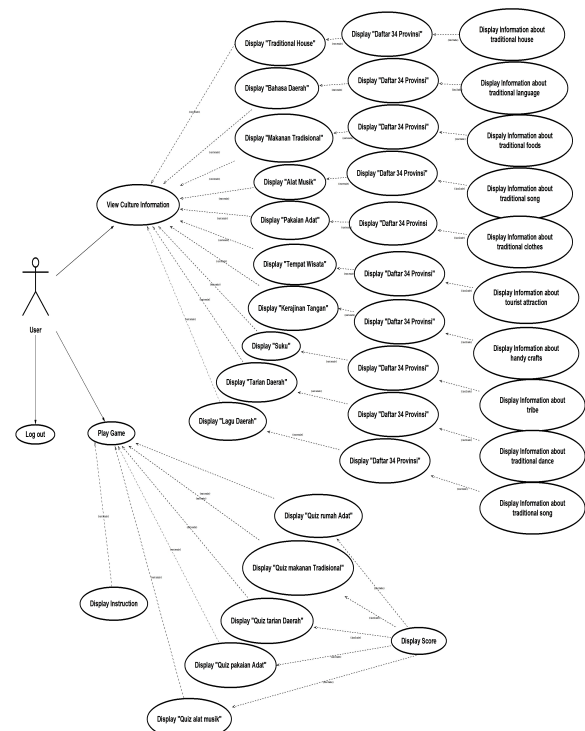 Display "Traditional House"
Display "Daftar 34 Provinsi"
Display Information about
traditional house
Display "Bahasa Daerah"
Display "Daftar 34 Provinsi"
Display Information about
traditional language
Display "Makanan Tradisional"
Display "Daftar 34 Provinsi"
Dispaly Information about
traditional foods
Display "Alat Musik"
Display "Daftar 34 Provinsi"
Display Information about
traditional song
View Culture Information
Display "Pakaian Adat"
Display "Daftar 34 Provinsi
Display Information about
traditional clothes
Display "Tempat Wisata"
Display "Daftar 34 Provinsi"
Display Information about
tourist attraction
Display "Kerajinan Tangan"
Display "Daftar 34 Provinsi"
Display Information about
handy crafts
User
Display "Suku"
Display "Daftar 34 Provinsi"
Display Information about
tribe
Display "Tarian Daerah"
Display "Daftar 34 Provinsi"
Display Information about
traditional dance
Display "Lagu Daerah"
Display "Daftar 34 Provinsi"
Display Information about
traditional song
Log out
Play Game
Display "Quiz rumah Adat"
Display "Quiz makanan Tradisional"
Display Instruction
Display "Quiz tarian Daerah"
Display Score
Display "Quiz pakaian Adat"
Display "Quiz alat musik"